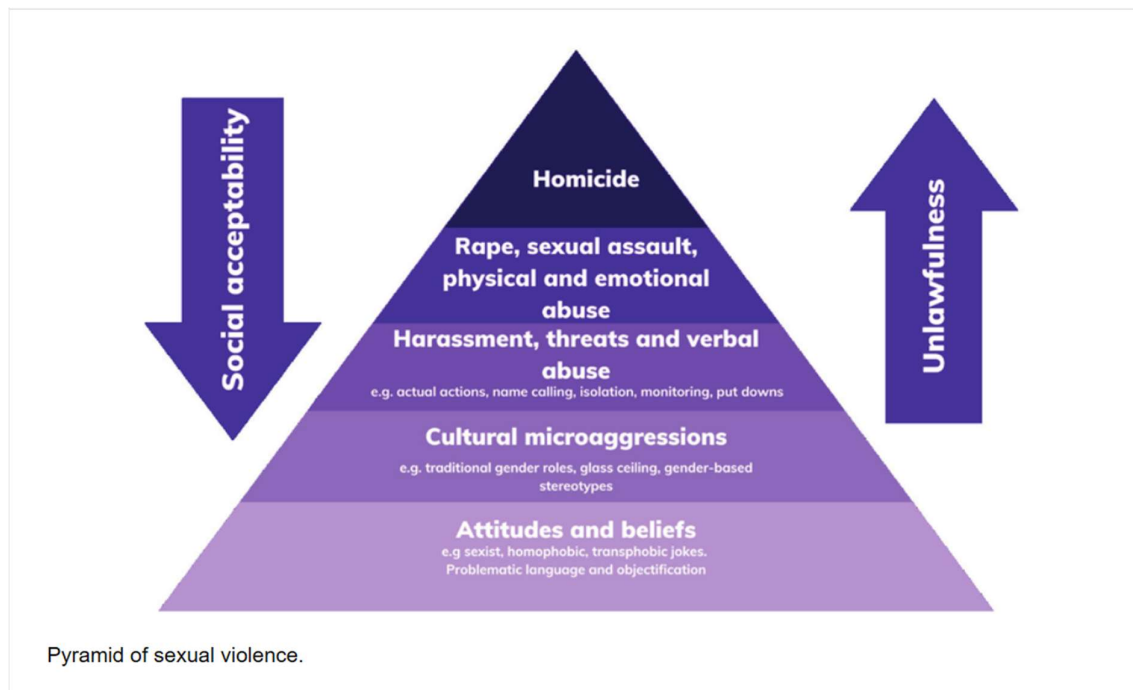 Social acceptability
Homicide
Rape, sexual assault,
physical and emotional
abuse
Harassment, threats and verbal
abuse
e.g. actual actions, name calling, isolation, monitoring, put downs
Cultural microaggressions
e.g. traditional gender roles, glass ceiling, gender-based
stereotypes
Attitudes and beliefs
e.g sexist, homophobic, transphobic jokes.
Problematic language and objectification
Unlawfulness
Pyramid of sexual violence.